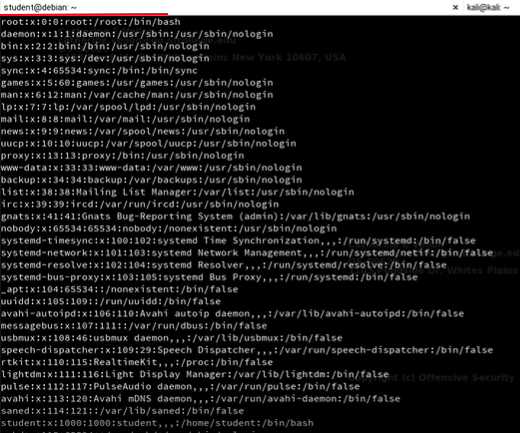 student@debian: ~
kali@kali: ~
root:x:0:0:root:/root:/bin/bash
daemon:x:1:1:daemon:/usr/sbin:/usr/sbin/nologin
bin:x:2:2:bin:/bin:/usr/sbin/nologin
sys:x:3:3:sys:/dev:/usr/sbin/nologin
sync:x:4:65534:sync:/bin:/bin/sync
games:x:5:60:games:/usr/games:/usr/sbin/nologin
man:x:6:12:man:/var/cache/man:/usr/sbin/nologin
lp:x:7:7:lp:/var/spool/lpd:/usr/sbin/nologin
mail:x:8:8:mail:/var/mail:/usr/sbin/nologin
news:x:9:9:news:/var/spool/news:/usr/sbin/nologin
uucp:x:10:10:uucp:/var/spool/uucp:/usr/sbin/nologin
proxy:x:13:13:proxy:/bin:/usr/sbin/nologin
www-data:x:33:33:www-data:/var/www:/usr/sbin/nologin
backup:x:34:34:backup:/var/backups:/usr/sbin/nologin
list:x:38:38:Mailing List Manager:/var/list:/usr/sbin/nologin
irc:x:39:39:ircd:/var/run/ircd:/usr/sbin/nologin
gnats:x:41:41:Gnats Bug-Reporting System (admin):/var/lib/gnats:/usr/sbin/nologin
nobody:x:65534:65534:nobody:/nonexistent:/usr/sbin/nologin
systemd-timesync:x:100:102:systemd Time Synchronization,,,:/run/systemd:/bin/false
systemd-network:x:101:103:systemd Network Management,,,:/run/systemd/netif:/bin/false
systemd-resolve:x:102:104:systemd Resolver,,,:/run/systemd/resolve:/bin/false
systemd-bus-proxy:x:103:105:systemd Bus Proxy,,,:/run/systemd:/bin/false
_apt:x:104:65534::/nonexistent:/bin/false
uuidd:x:105:109::/run/uuidd:/bin/false
avahi-autoipd:x:106:110:Avahi autoip daemon,,,:/var/lib/avahi-autoipd:/bin/false
messagebus:x:107:111::/var/run/dbus:/bin/false
usbmux:x:108:46:usbmux daemon,,,:/var/lib/usbmux:/bin/false
speech-dispatcher:x:109:29:Speech Dispatcher,,,:/var/run/speech-dispatcher:/bin/false
rtkit:x:110:115:RealtimeKit,,,:/proc:/bin/false
lightdm:x:111:116:Light Display Manager:/var/lib/lightdm:/bin/false
pulse:x:112:117:PulseAudio daemon,,,:/var/run/pulse:/bin/false
avahi:x:113:120:Avahi mDNS daemon,,,:/var/run/avahi-daemon:/bin/false
saned:x:114:121::/var/lib/saned:/bin/false
student:x:1000:1000:student,,,:/home/student:/bin/bash